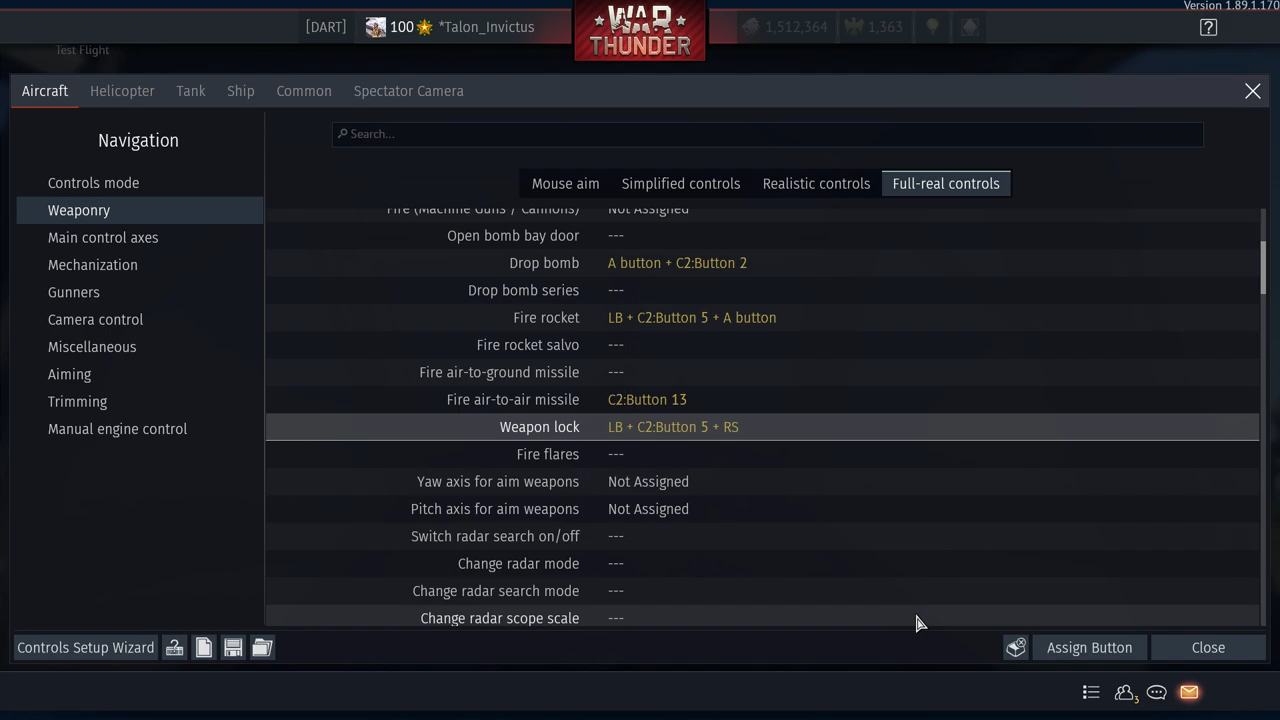 Version 1.89.1.170
[DART] 100 *Talon_Invictus
WAR
THUNDER
1,512,364 1,363
?
Test Flight
Aircraft Helicopter Tank Ship Common Spectator Camera
Navigation
Search...
Controls mode
Weaponry
Main control axes
Mechanization
Gunners
Camera control
Miscellaneous
Aiming
Trimming
Manual engine control
Mouse aim Simplified controls Realistic controls Full-real controls
Fire (Machine Guns / Cannons) Not Assigned
Open bomb bay door ---
Drop bomb A button + C2:Button 2
Drop bomb series ---
Fire rocket LB + C2:Button 5 + A button
Fire rocket salvo ---
Fire air-to-ground missile ---
Fire air-to-air missile C2:Button 13
Weapon lock LB + C2:Button 5 + RS
Fire flares ---
Yaw axis for aim weapons Not Assigned
Pitch axis for aim weapons Not Assigned
Switch radar search on/off ---
Change radar mode ---
Change radar search mode ---
Change radar scope scale ---
Controls Setup Wizard Assign Button Close
3